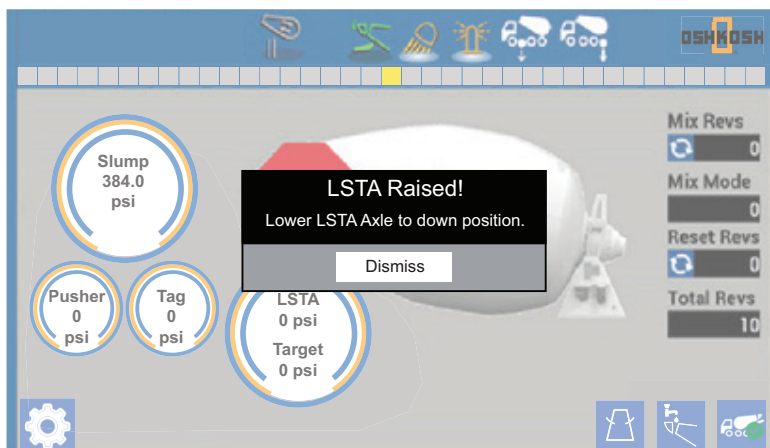 OSHKOSH
Slump
384.0
psi
Pusher
0
psi
Tag
0
psi
LSTA
0 psi
Target
0 psi
LSTA Raised!
Lower LSTA Axle to down position.
Dismiss
Mix Revs
0
Mix Mode
0
Reset Revs
0
Total Revs
10